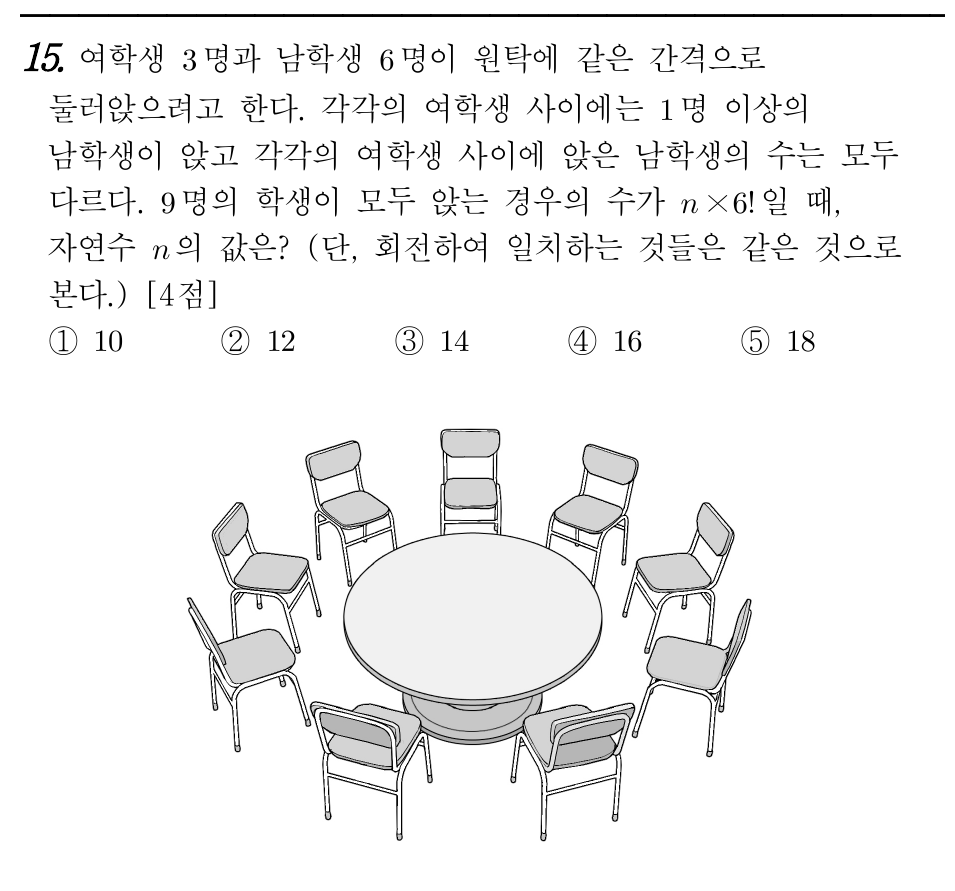 15. 여학생 3명과 남학생 6명이 원탁에 같은 간격으로
둘러앉으려고 한다. 각각의 여학생 사이에는 1명 이상의
남학생이 앉고 각각의 여학생 사이에 앉은 남학생의 수는 모두
다르다. 9명의 학생이 모두 앉는 경우의 수가 n×6!일 때,
자연수 n의 값은? (단, 회전하여 일치하는 것들은 같은 것으로
본다.) [4점]
① 10 ② 12 ③ 14 ④ 16 ⑤ 18